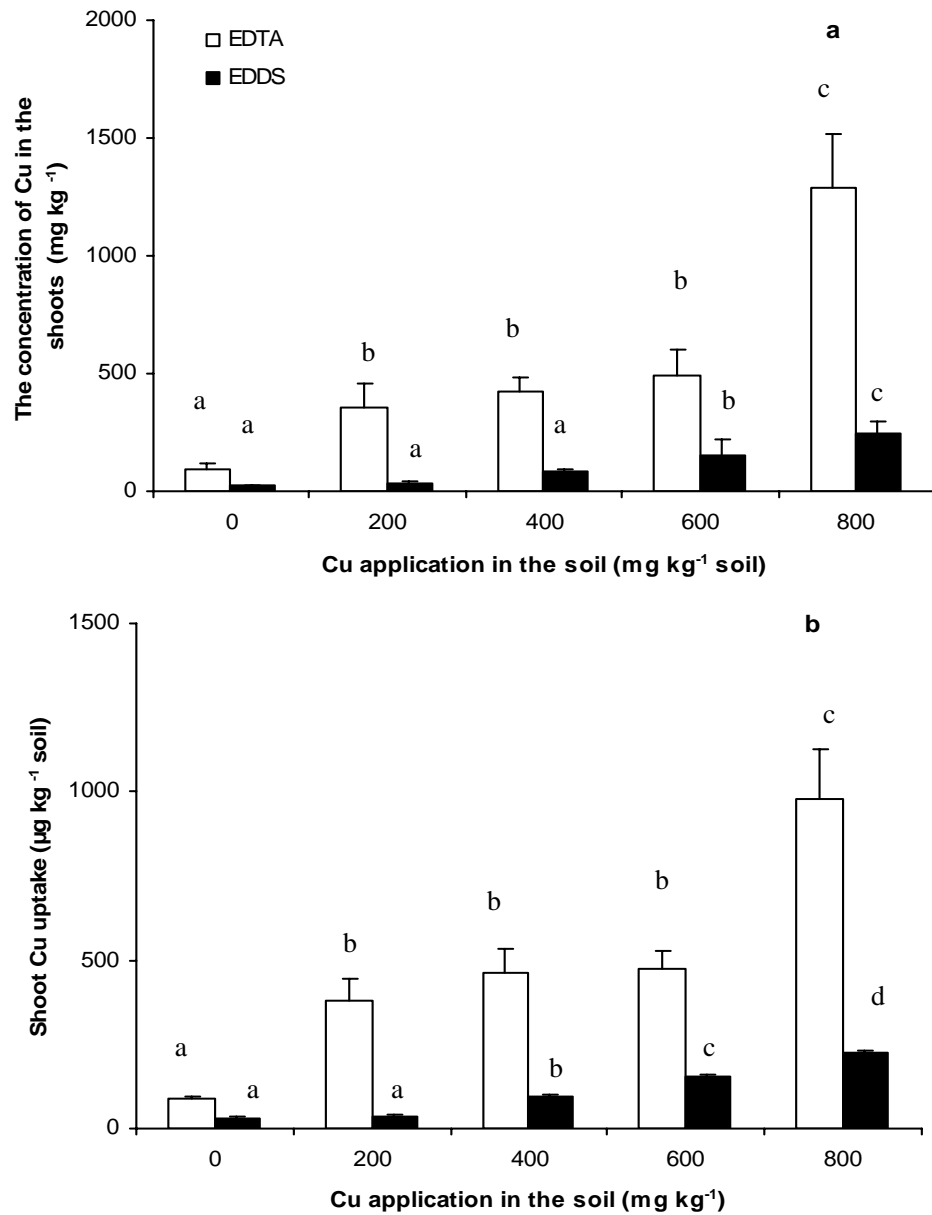 2000
a
EDTA
EDDS
c
1500
The concentration of Cu in the
shoots (mg kg -1)
1000
b
b
b
500
c
b
a
a
a
a
0
0 200 400 600 800
Cu application in the soil (mg kg-1 soil)
1500
b
c
Shoot Cu uptake (µg kg -1 soil)
1000
b
b
b
500
d
a
c
b
a
a
0
0 200 400 600 800
Cu application in the soil (mg kg-1)